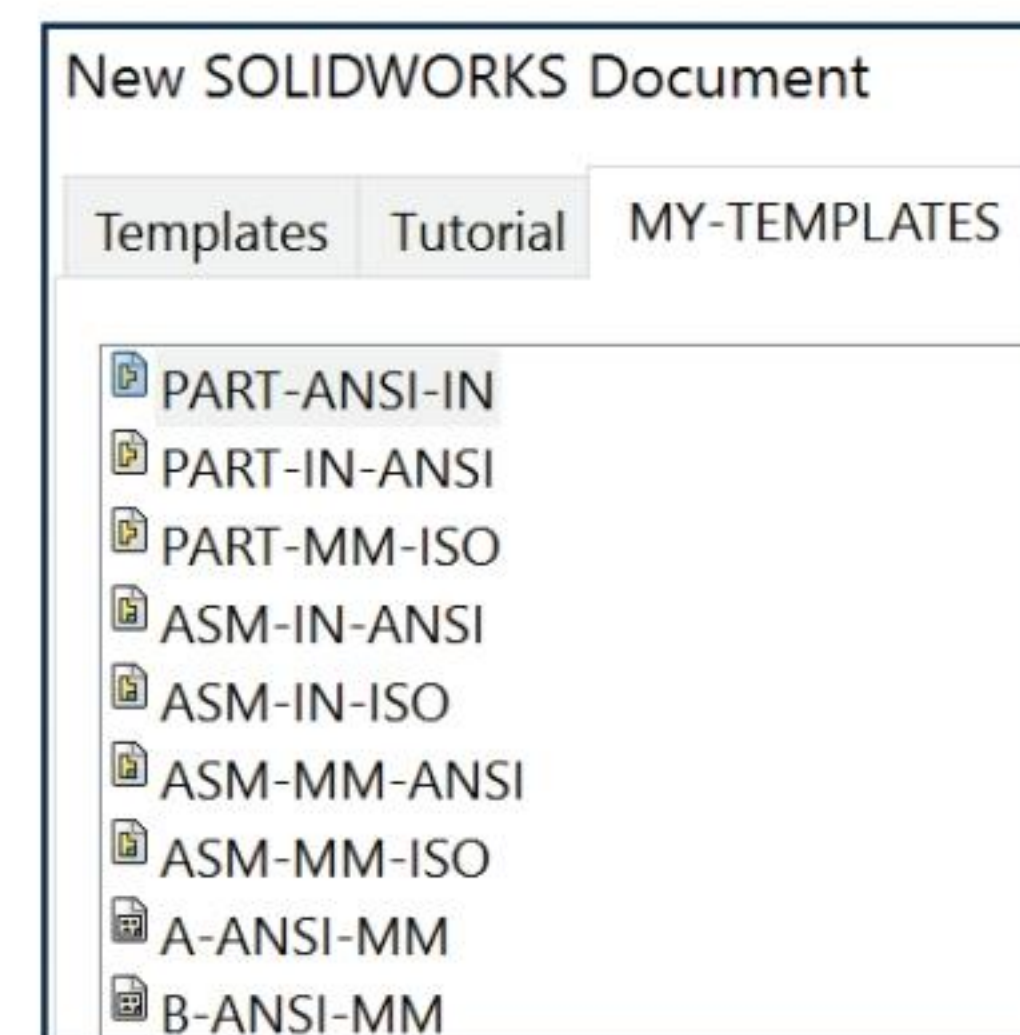 New SOLIDWORKS Document
Templates Tutorial MY-TEMPLATES
PART-ANSI-IN
PART-IN-ANSI
PART-MM-ISO
ASM-IN-ANSI
ASM-IN-ISO
ASM-MM-ANSI
ASM-MM-ISO
A-ANSI-MM
B-ANSI-MM